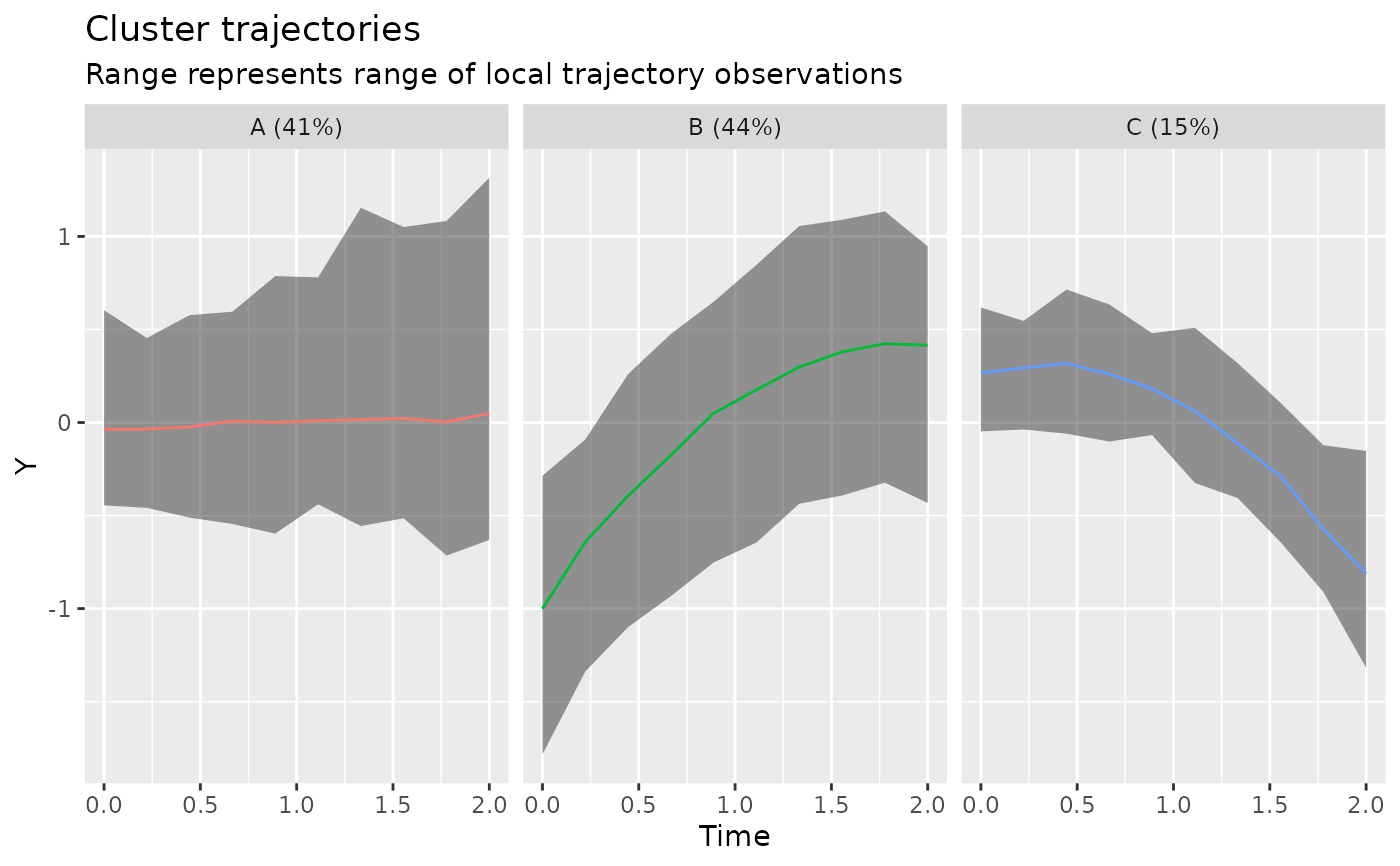 Cluster trajectories
Range represents range of local trajectory observations
A (41%) B (44%) C (15%)
1
0
-1
Y
0.0 0.5 1.0 1.5 2.0 0.0 0.5 1.0 1.5 2.0 0.0 0.5 1.0 1.5 2.0
Time